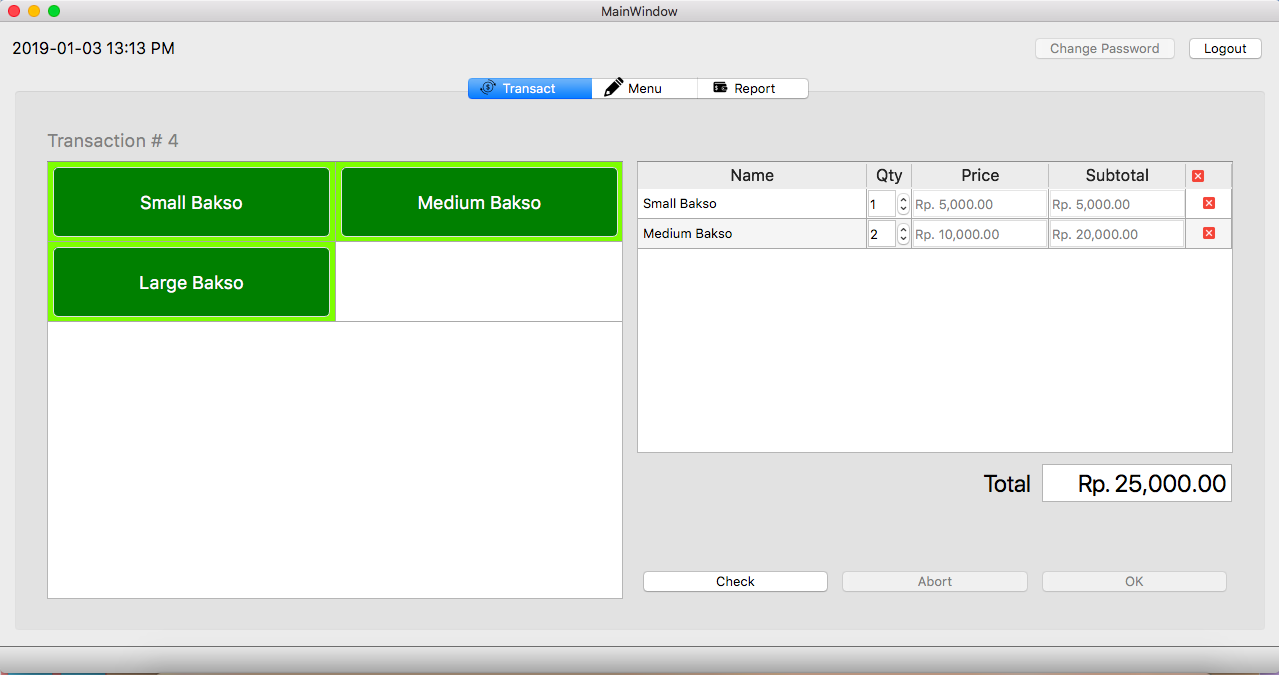 MainWindow
2019-01-03 13:13 PM
Change Password
Logout
Transact
Menu
Report
Transaction # 4
Small Bakso
Medium Bakso
Large Bakso
Name Qty Price Subtotal
Small Bakso 1 Rp. 5,000.00 Rp. 5,000.00
Medium Bakso 2 Rp. 10,000.00 Rp. 20,000.00
Total Rp. 25,000.00
Check
Abort
OK